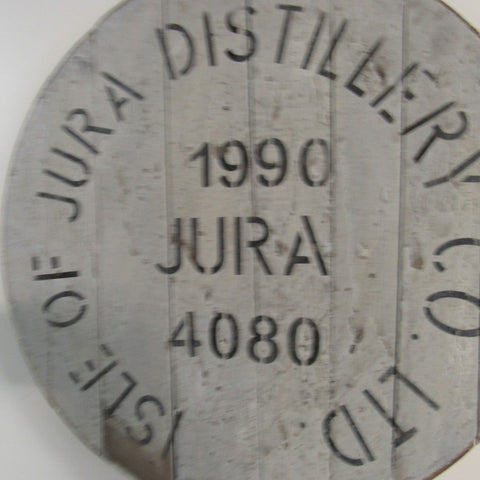 ISLE OF JURA DISTILLERY CO LTD
1990
JURA
4080